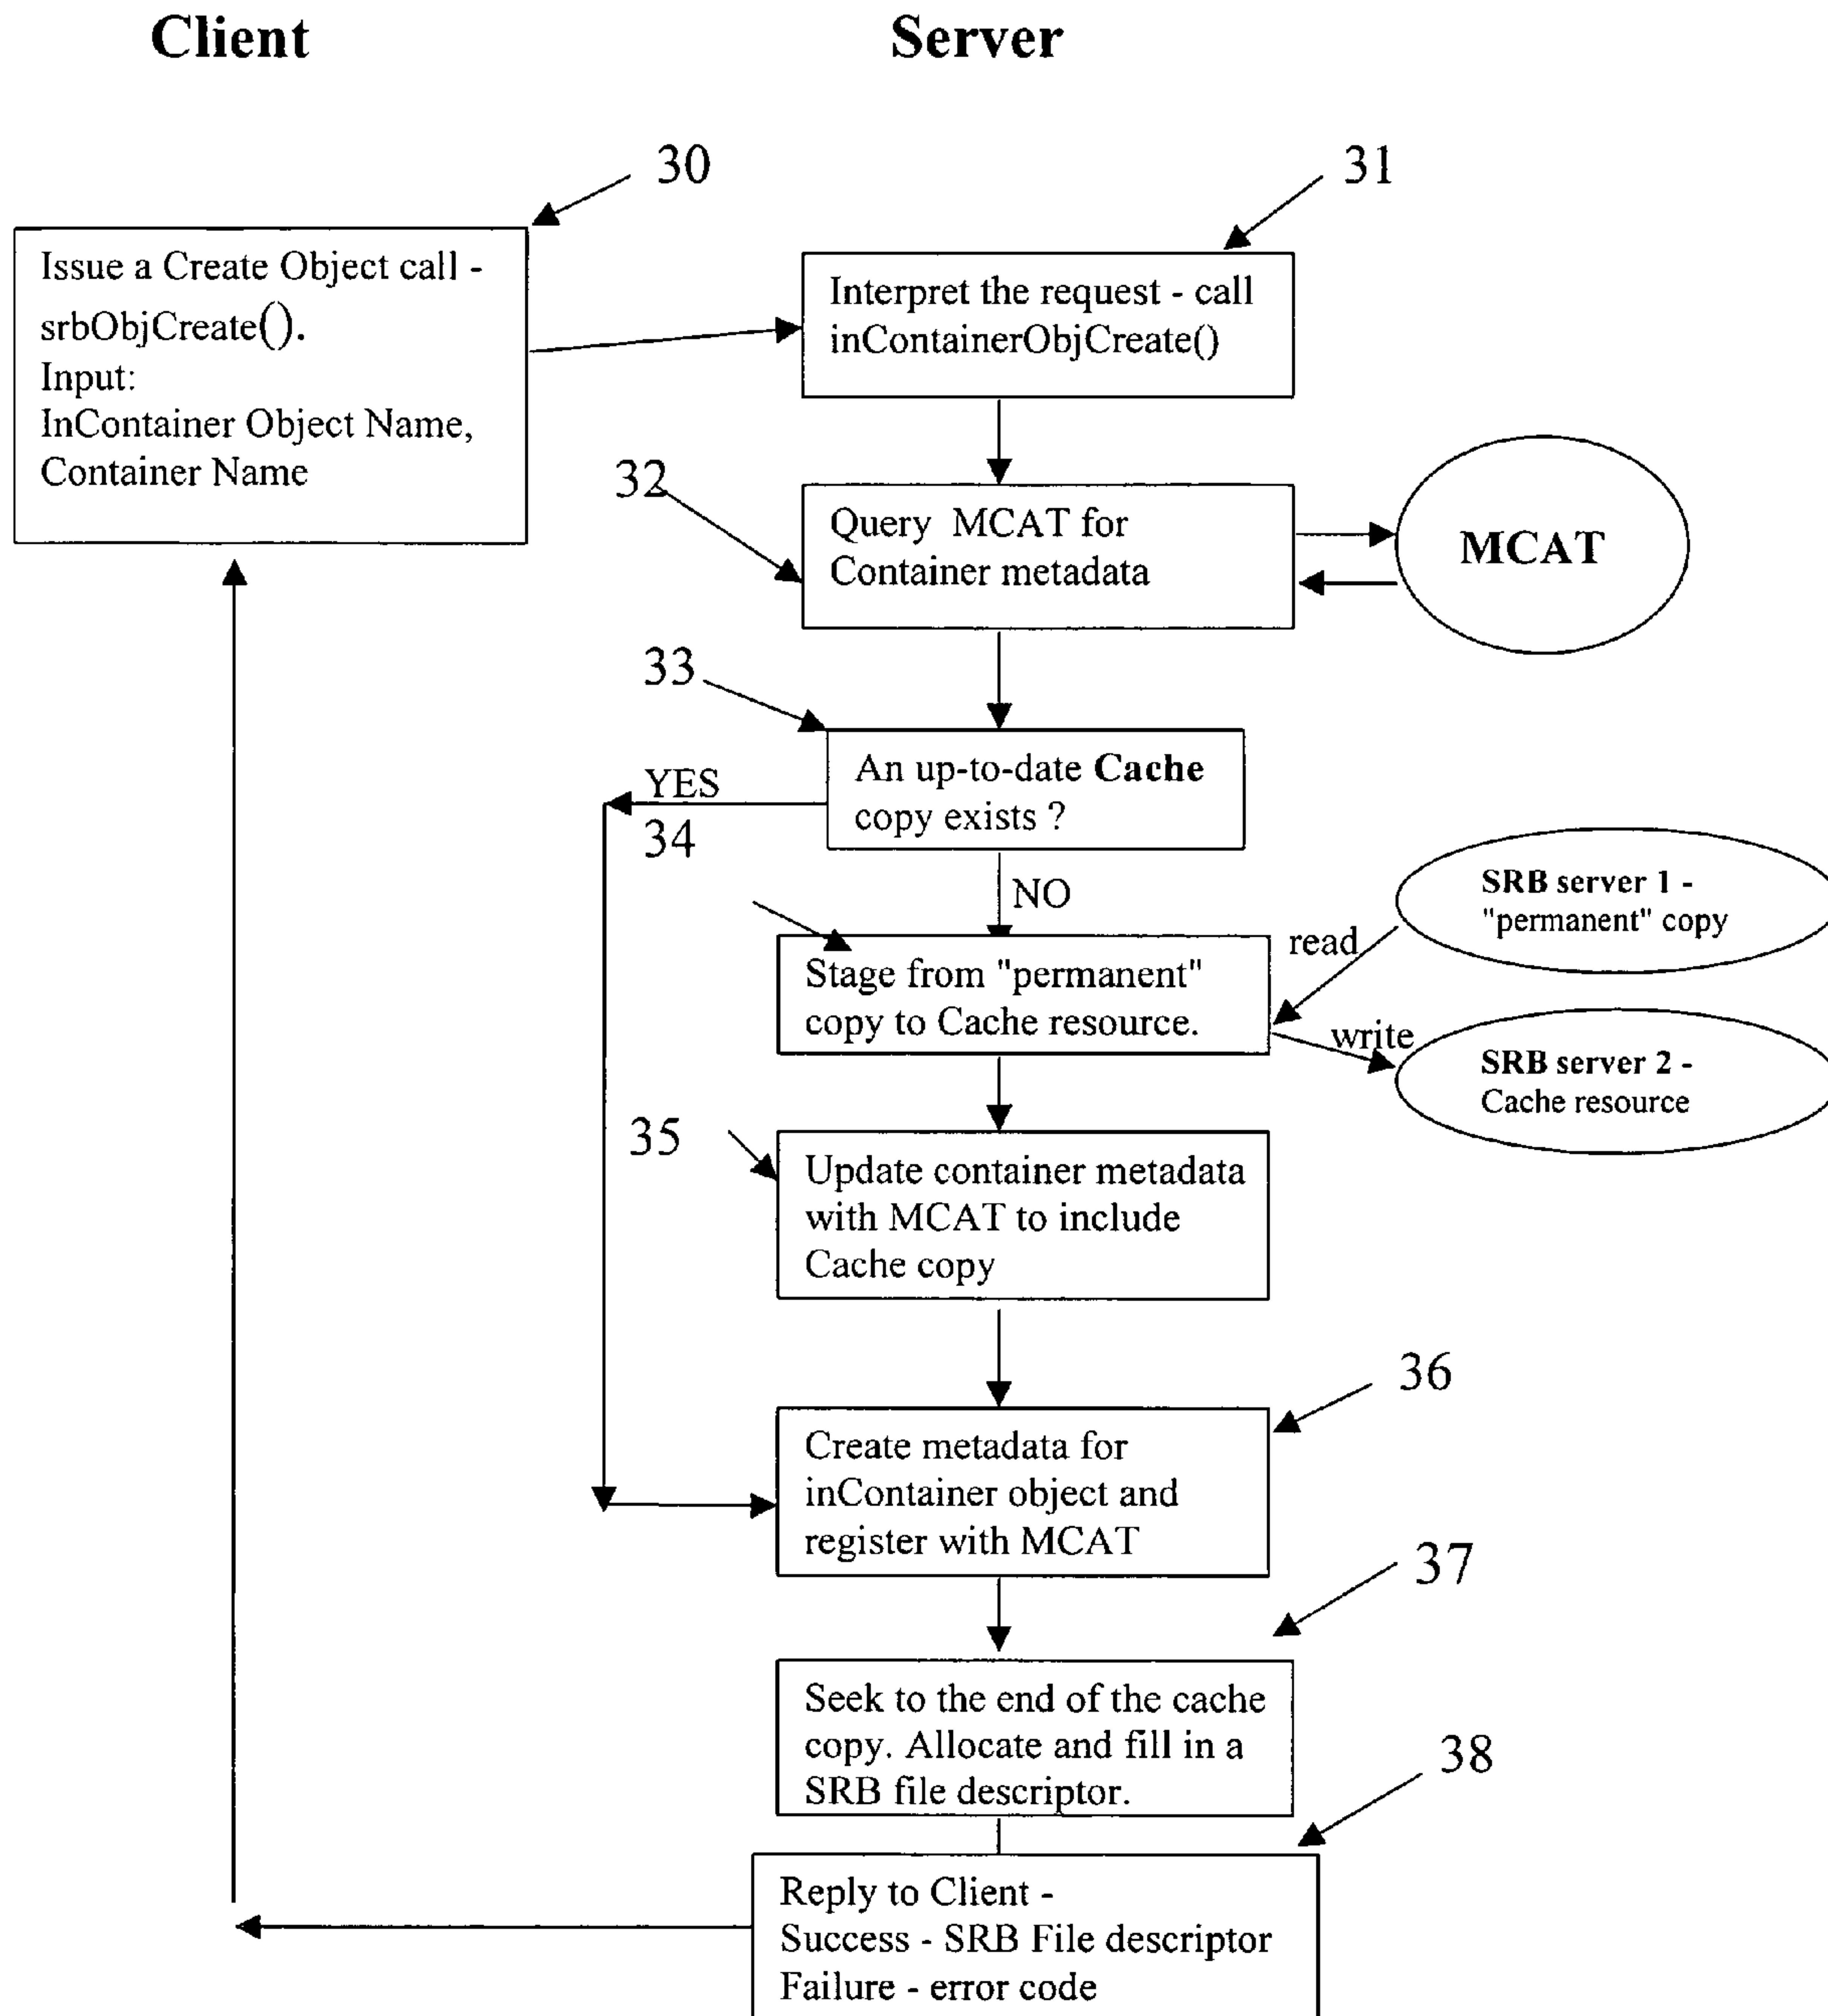 Client
Server
30
31
Issue a Create Object call -
srbObjCreate().
Input:
InContainer Object Name,
Container Name
Interpret the request - call
inContainerObjCreate()
32
Query MCAT for
Container metadata
MCAT
33
An up-to-date Cache
copy exists ?
YES
34
NO
SRB server 1 -
"permanent" copy
read
Stage from "permanent"
copy to Cache resource.
write
SRB server 2 -
Cache resource
35
Update container metadata
with MCAT to include
Cache copy
36
Create metadata for
inContainer object and
register with MCAT
37
Seek to the end of the cache
copy. Allocate and fill in a
SRB file descriptor.
38
Reply to Client -
Success - SRB File descriptor
Failure - error code